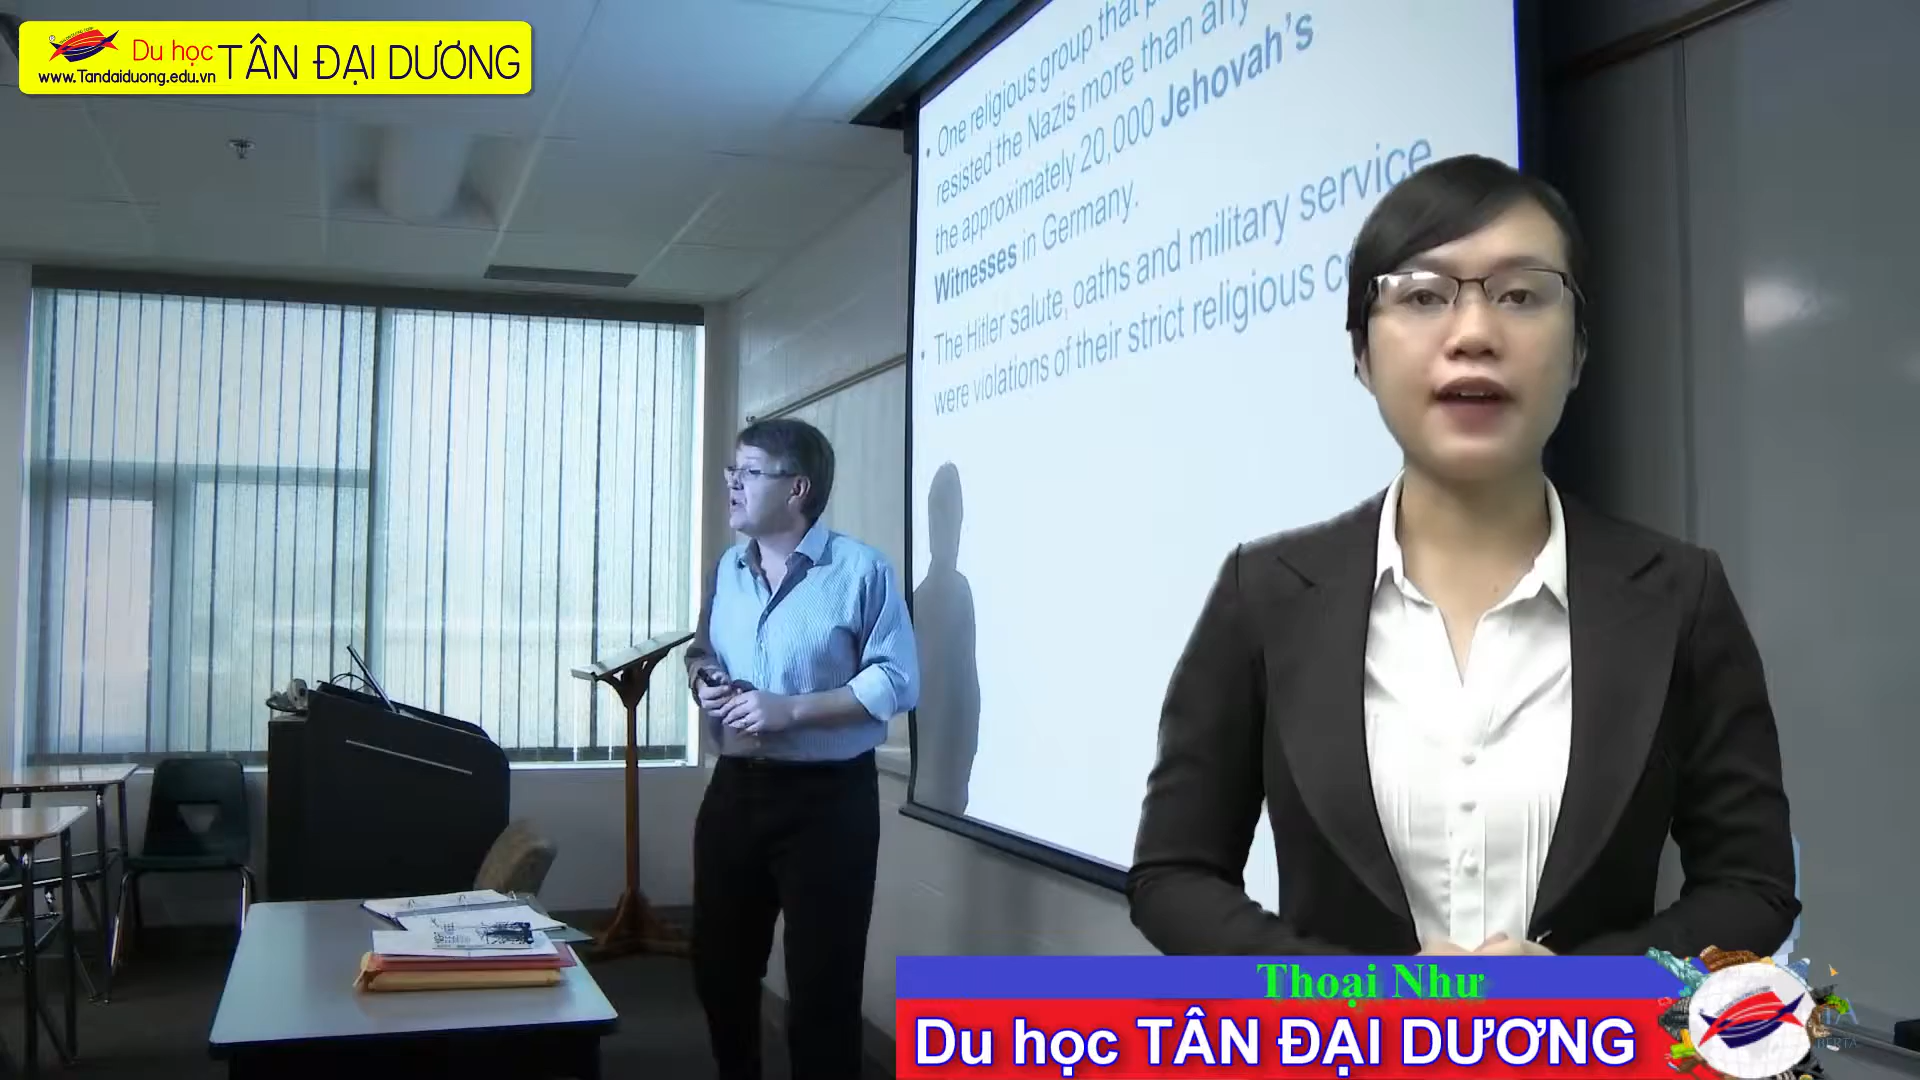 Du học TÂN ĐẠI DƯƠNG
www.Tandaiduong.edu.vn
• One religious group that
resisted the Nazis more than any
the approximately 20,000 Jehovah's
Witnesses in Germany.
• The Hitler salute, oaths and military service
were violations of their strict religious
Thoại Như
Du học TÂN ĐẠI DƯƠNG